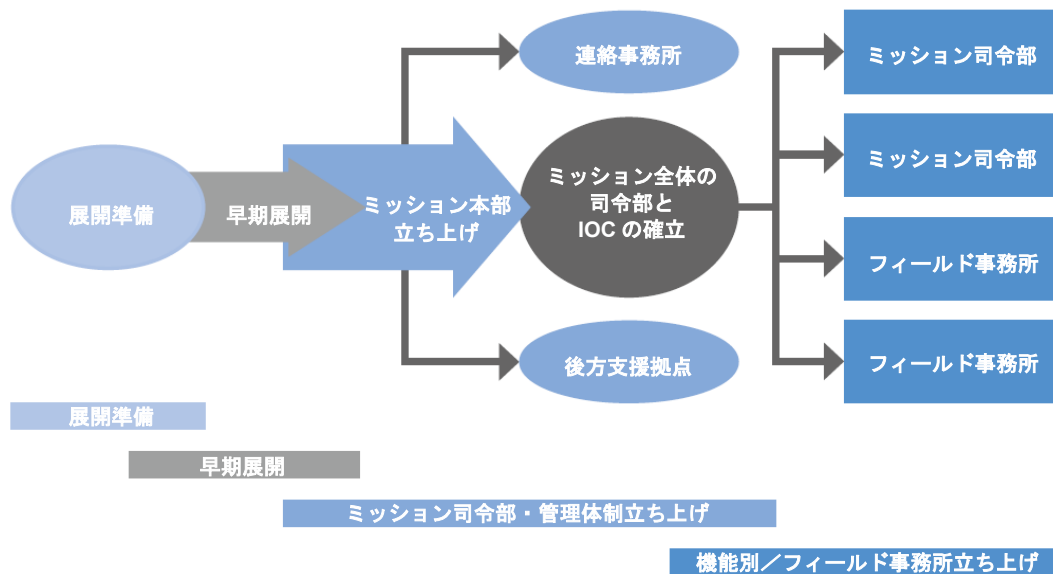 連絡事務所
ミッション司令部
ミッション司令部
展開準備
早期展開
ミッション本部
立ち上げ
ミッション全体の
司令部と
IOC の確立
フィールド事務所
後方支援拠点
フィールド事務所
展開準備
早期展開
ミッション司令部・管理体制立ち上げ
機能別／フィールド事務所立ち上げ